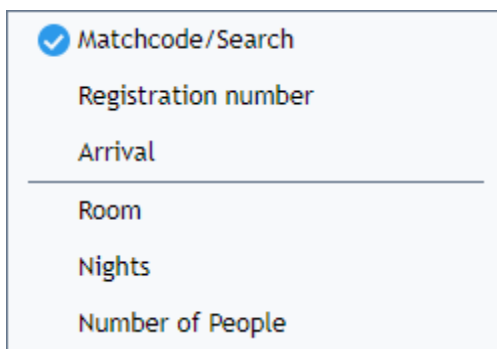 Matchcode/Search
Registration number
Arrival
Room
Nights
Number of People